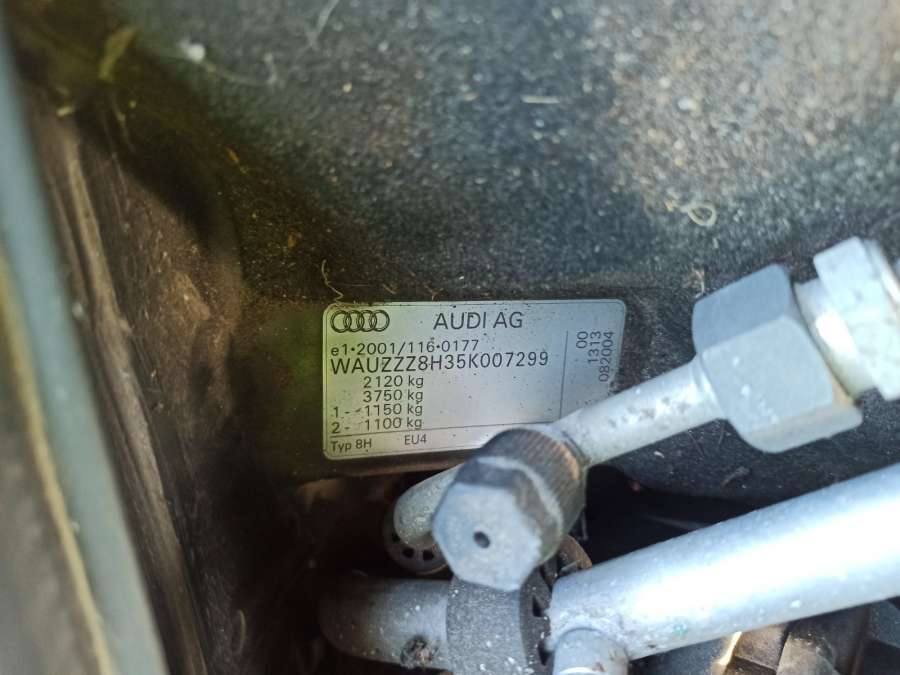 AUDI AG
e1*2001/116*0177
WAUZZZ8H35K007299
2120 kg
3750 kg
1- 1150 kg
2- 1100 kg
Typ 8H EU4
00
1313
082004